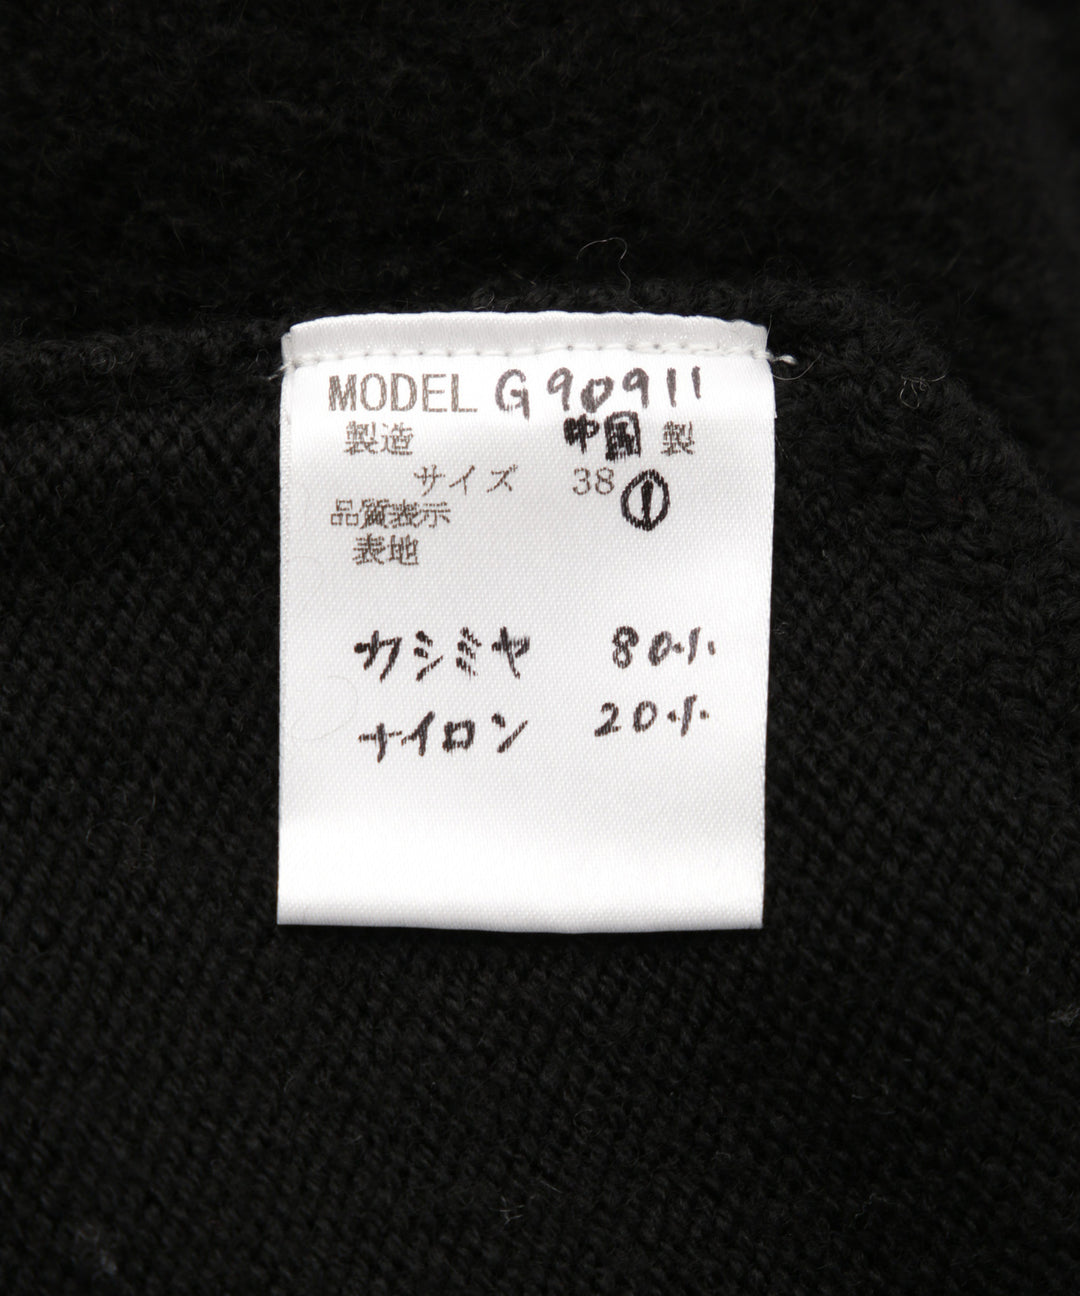 MODEL G90911
製造 中国 製
サイズ 38 ①
品質表示
表地
カシミヤ 80%
ナイロン 20%